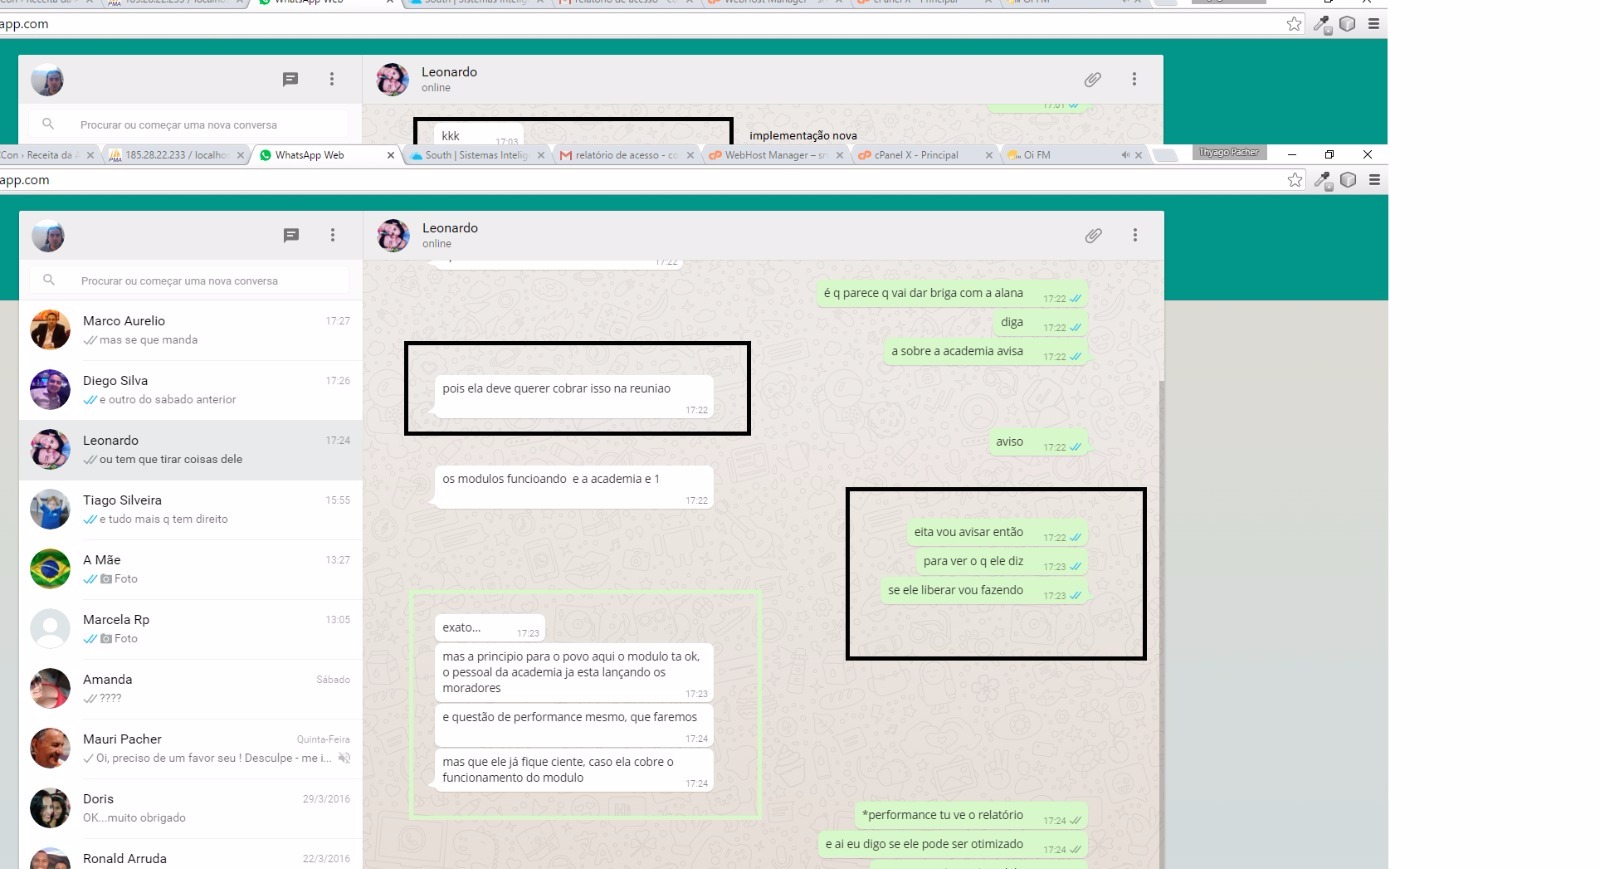 Con › Receita da A
185.28.22.233 / localho
WhatsApp Web
South | Sistemas Intelig
relatório de acesso - co
WebHost Manager – sr
cPanel X - Principal
Oi FM
app.com
Leonardo
online
Procurar ou começar uma nova conversa
17:01
kkk
17:03
implementação nova
Con › Receita da A
185.28.22.233 / localho
WhatsApp Web
South | Sistemas Intelig
relatório de acesso - co
WebHost Manager – sr
cPanel X - Principal
Oi FM
Thyago Pacher
app.com
Leonardo
online
Procurar ou começar uma nova conversa
Marco Aurelio
17:27
mas se que manda
Diego Silva
17:26
e outro do sabado anterior
Leonardo
17:24
ou tem que tirar coisas dele
Tiago Silveira
15:55
e tudo mais q tem direito
A Mãe
13:27
Foto
Marcela Rp
13:05
Foto
Amanda
Sábado
????
Mauri Pacher
Quinta-Feira
Oi, preciso de um favor seu ! Desculpe - me i...
Doris
29/3/2016
OK...muito obrigado
Ronald Arruda
22/3/2016
17:22
é q parece q vai dar briga com a alana
17:22
diga
17:22
a sobre a academia avisa
17:22
pois ela deve querer cobrar isso na reuniao
17:22
aviso
17:22
os modulos funcioando e a academia e 1
17:22
eita vou avisar então
17:22
para ver o q ele diz
17:23
se ele liberar vou fazendo
17:23
exato...
17:23
mas a principio para o povo aqui o modulo ta ok,
o pessoal da academia ja esta lançando os
moradores
17:23
e questão de performance mesmo, que faremos
17:24
mas que ele já fique ciente, caso ela cobre o
funcionamento do modulo
17:24
*performance tu ve o relatório
17:24
e ai eu digo se ele pode ser otimizado
17:24